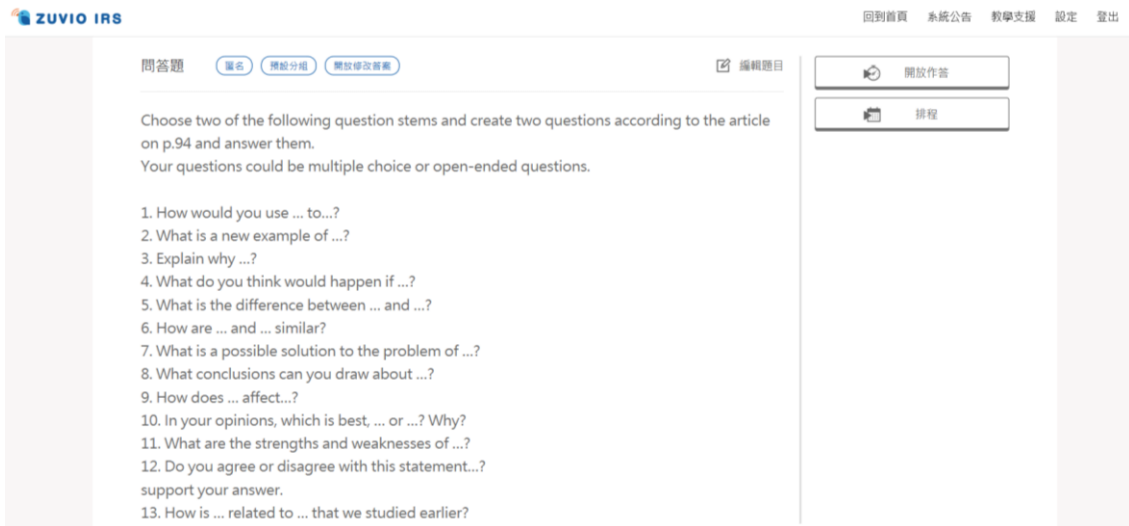 ZUVIO IRS
回到首頁 系統公告 教學支援 設定 登出
問答題 匿名 預設分組 開放修改答案 編輯題目
開放作答
排程
Choose two of the following question stems and create two questions according to the article
on p.94 and answer them.
Your questions could be multiple choice or open-ended questions.
1. How would you use ... to...?
2. What is a new example of ...?
3. Explain why ...?
4. What do you think would happen if ...?
5. What is the difference between ... and ...?
6. How are ... and ... similar?
7. What is a possible solution to the problem of ...?
8. What conclusions can you draw about ...?
9. How does ... affect...?
10. In your opinions, which is best, ... or ...? Why?
11. What are the strengths and weaknesses of ...?
12. Do you agree or disagree with this statement...?
support your answer.
13. How is ... related to ... that we studied earlier?